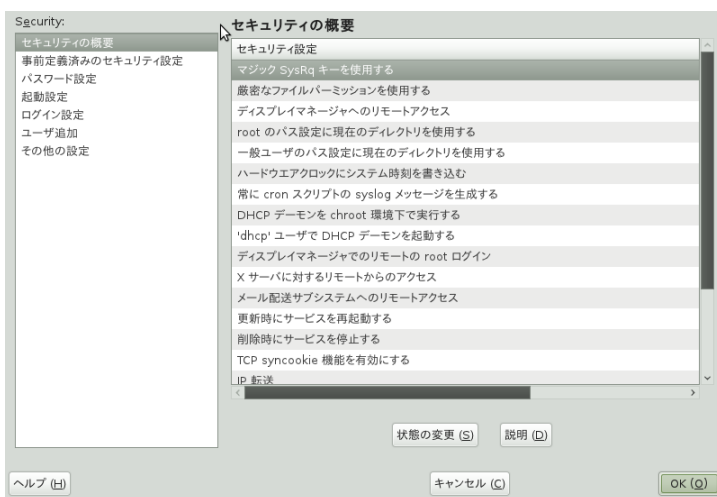 Security:
セキュリティの概要
事前定義済みのセキュリティ設定
パスワード設定
起動設定
ログイン設定
ユーザ追加
その他の設定
セキュリティの概要
セキュリティ設定
マジック SysRq キーを使用する
厳密なファイルパーミッションを使用する
ディスプレイマネージャへのリモートアクセス
root のパス設定に現在のディレクトリを使用する
一般ユーザのパス設定に現在のディレクトリを使用する
ハードウエアクロックにシステム時刻を書き込む
常に cron スクリプトの syslog メッセージを生成する
DHCP デーモンを chroot 環境下で実行する
'dhcp' ユーザで DHCP デーモンを起動する
ディスプレイマネージャでのリモートの root ログイン
X サーバに対するリモートからのアクセス
メール配送サブシステムへのリモートアクセス
更新時にサービスを再起動する
削除時にサービスを停止する
TCP syncookie 機能を有効にする
IP 転送
状態の変更 (S) 説明 (D)
ヘルプ (H) キャンセル (C) OK (O)